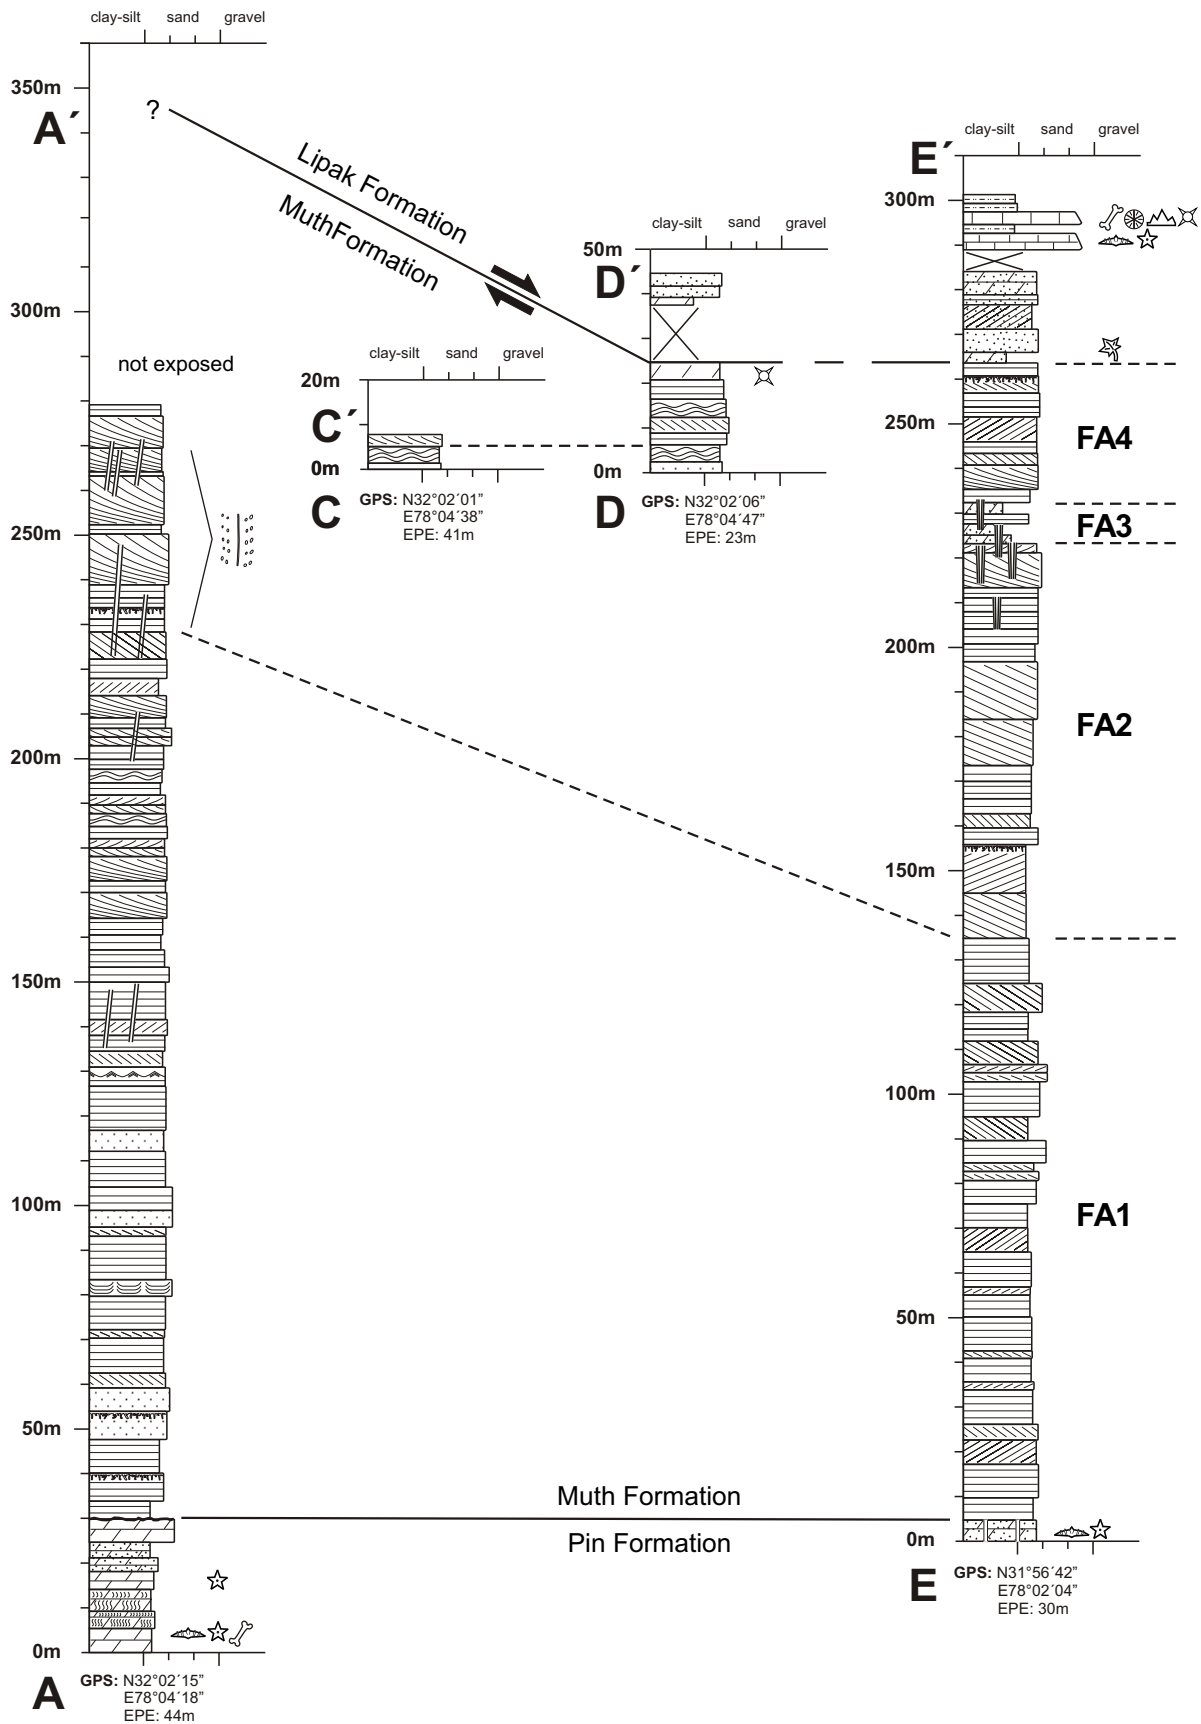 clay-silt sand gravel
350m
A´
?
Lipak Formation
MuthFormation
300m
not exposed
250m
200m
150m
100m
50m
0m
A
GPS: N32°02´15”
E78°04´18”
EPE: 44m
clay-silt sand gravel
20m
C´
0m
C
GPS: N32°02´01”
E78°04´38”
EPE: 41m
clay-silt sand gravel
50m
D´
0m
D
GPS: N32°02´06”
E78°04´47”
EPE: 23m
Muth Formation
Pin Formation
clay-silt sand gravel
E´
300m
250m
FA4
FA3
200m
FA2
150m
100m
FA1
50m
0m
E
GPS: N31°56´42”
E78°02´04”
EPE: 30m